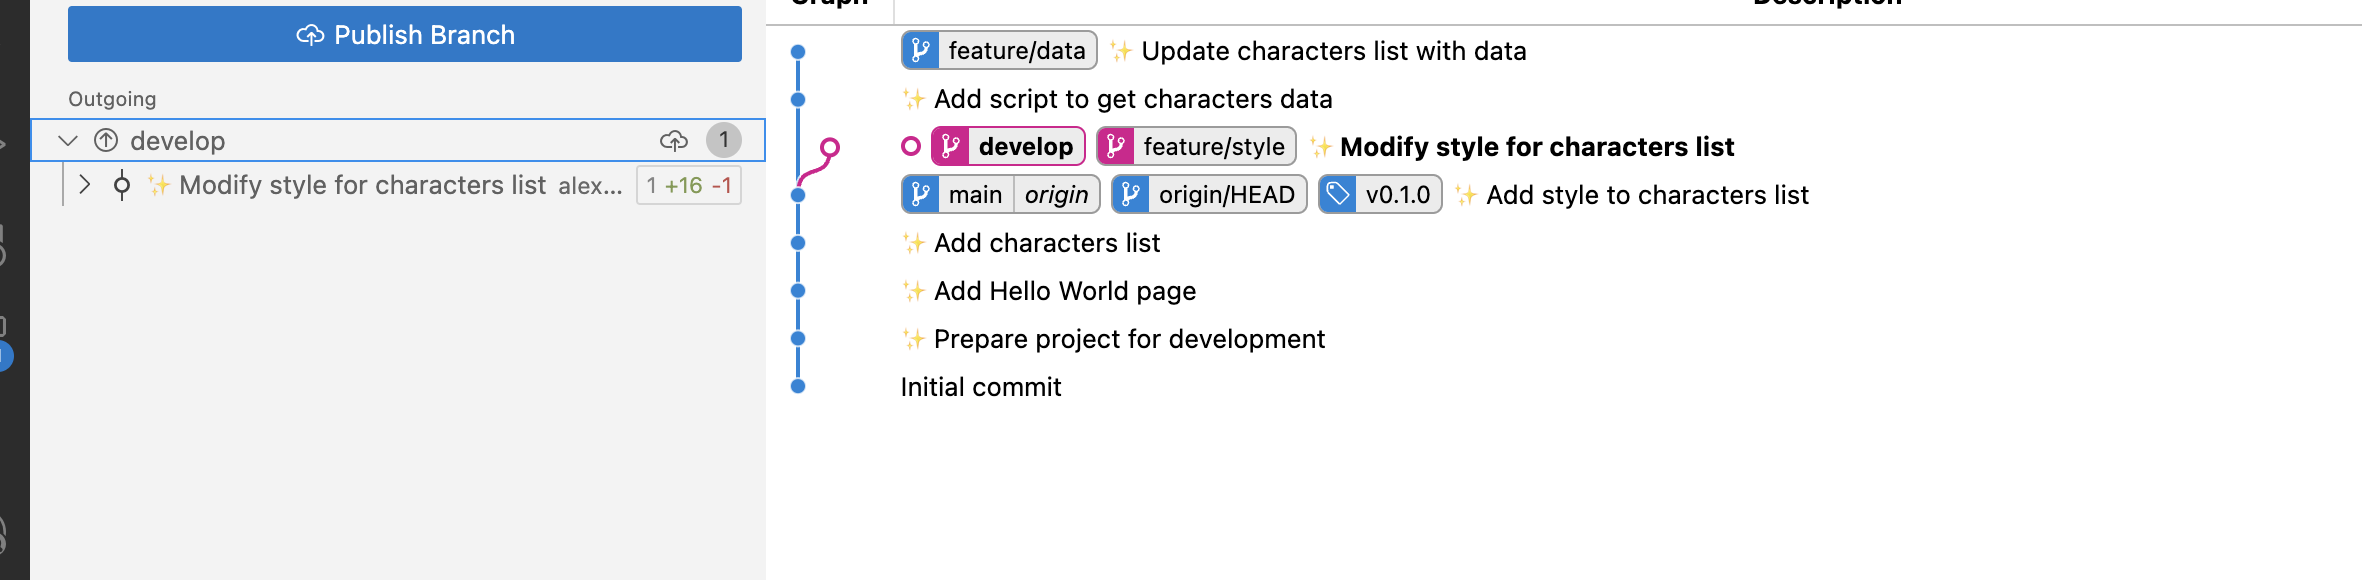 Graph
Description
Publish Branch
Outgoing
develop 1
✨ Modify style for characters list alex... 1 +16 -1
feature/data ✨ Update characters list with data
✨ Add script to get characters data
develop feature/style ✨ Modify style for characters list
main origin origin/HEAD v0.1.0 ✨ Add style to characters list
✨ Add characters list
✨ Add Hello World page
✨ Prepare project for development
Initial commit